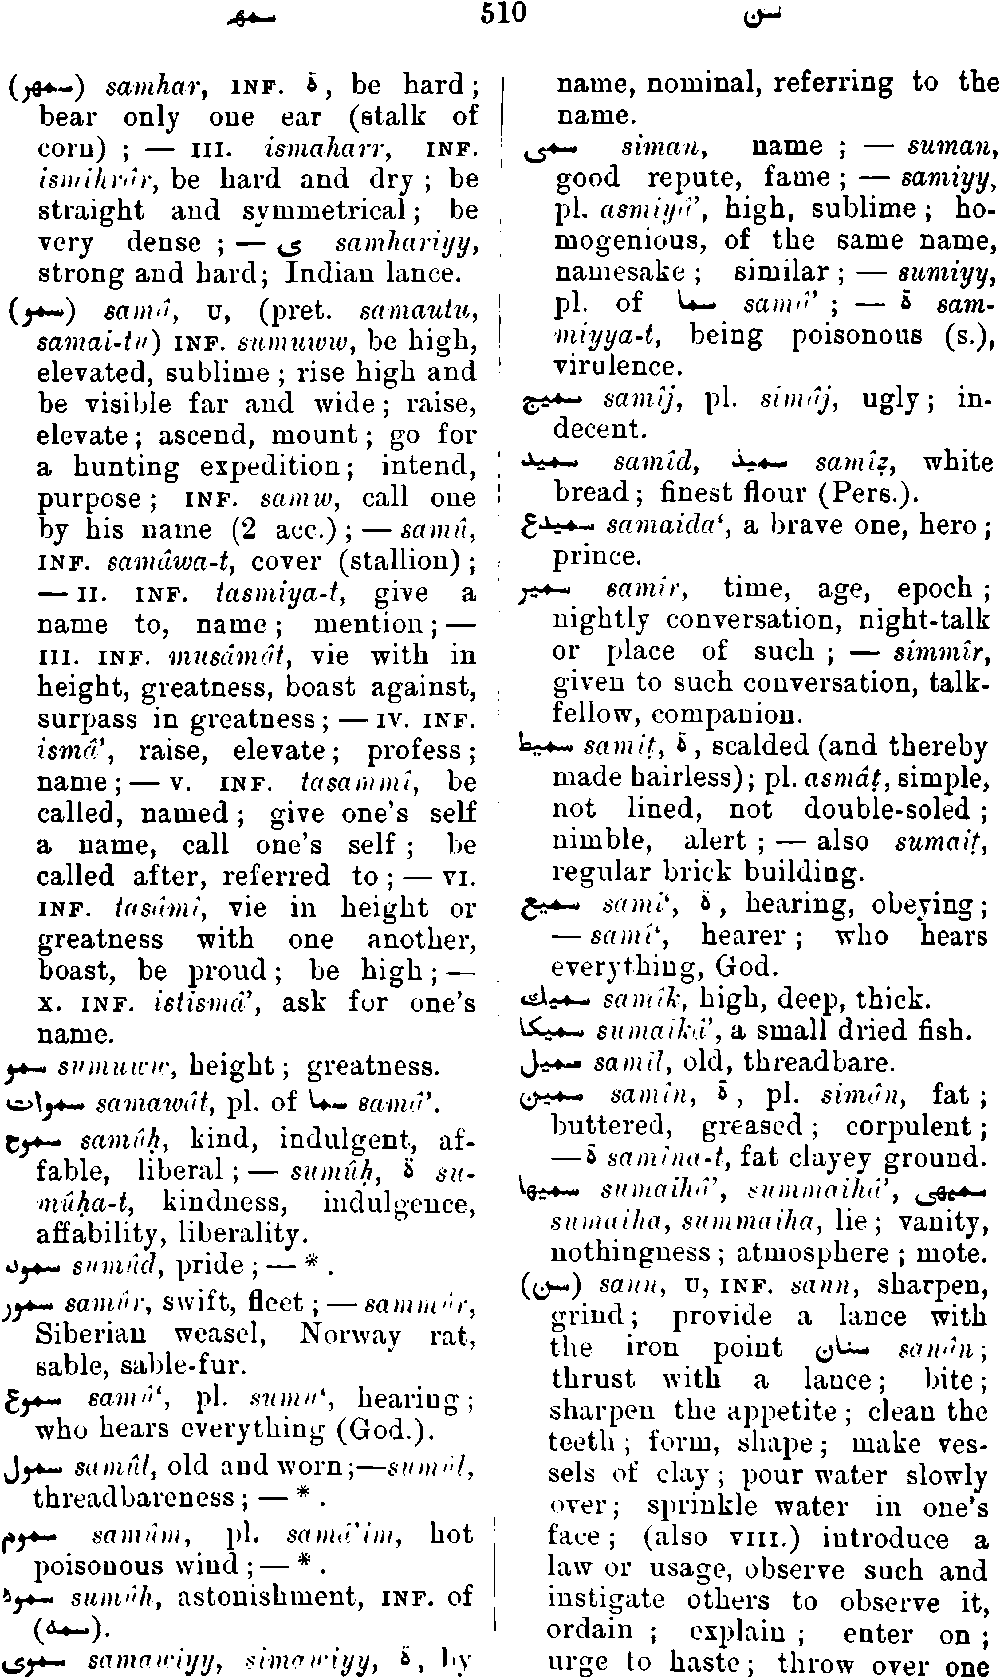 سمهر 510 سن
(سمهر) samhar, INF. ة, be hard;
bear only one ear (stalk of
corn) ; — III. ismaharr, INF.
ismihrâr, be hard and dry ; be
straight and symmetrical; be
very dense ; — ى samhariyy,
strong and hard; Indian lance.
(سمو) samâ, U, (pret. samautu,
samai-tu) INF. sumuww, be high,
elevated, sublime ; rise high and
be visible far and wide; raise,
elevate; ascend, mount; go for
a hunting expedition; intend,
purpose ; INF. samw, call one
by his name (2 acc.) ; — samâ,
INF. samâwa-t, cover (stallion) ;
— II. INF. tasmiya-t, give a
name to, name; mention; —
III. INF. musâmât, vie with in
height, greatness, boast against,
surpass in greatness; — IV. INF.
ismâ’, raise, elevate; profess;
name; — V. INF. tasammî, be
called, named ; give one's self
a name, call one's self ; be
called after, referred to ; — VI.
INF. tasâmî, vie in height or
greatness with one another,
boast, be proud; be high; —
X. INF. istismâ’, ask for one's
name.
سمو sumuww, height ; greatness.
سموات samawât, pl. of سما samâ’.
سموح samûḥ, kind, indulgent, af-
fable, liberal ; — sumûḥ, ة su-
mûḥa-t, kindness, indulgence,
affability, liberality.
سمود sumûd, pride ; — * .
سمور samûr, swift, fleet ; — sammûr,
Siberian weasel, Norway rat,
sable, sable-fur.
سموع samû‘, pl. sumu‘, hearing;
who hears everything (God.).
سمول samûl, old and worn;—sumûl,
threadbareness ; — * .
سموم samûm, pl. samâ’im, hot
poisonous wind ; — * .
سموه sumûh, astonishment, INF. of
(سمه).
سموى samawiyy, simawiyy, ة, by
name, nominal, referring to the
name.
سمى siman, name ; — suman,
good repute, fame ; — samiyy,
pl. asmiyâ’, high, sublime ; ho-
mogenious, of the same name,
namesake ; similar ; — sumiyy,
pl. of سما samâ’ ; — ة sam-
miyya-t, being poisonous (s.),
virulence.
سميج samîj, pl. simâj, ugly; in-
decent.
سميد samîd, سميذ samîẓ, white
bread; finest flour (Pers.).
سميدع samaida‘, a brave one, hero ;
prince.
سمير samîr, time, age, epoch ;
nightly conversation, night-talk
or place of such ; — simmîr,
given to such conversation, talk-
fellow, companion.
سميط samîṭ, ة, scalded (and thereby
made hairless); pl. asmâṭ, simple,
not lined, not double-soled ;
nimble, alert ; — also sumaiṭ,
regular brick building.
سميع samî‘, ة, hearing, obeying;
— samî‘, hearer ; who hears
everything, God.
سميك samîk, high, deep, thick.
سميكا sumaikâ’, a small dried fish.
سميل samîl, old, threadbare.
سمين samîn, ة, pl. simân, fat ;
buttered, greased ; corpulent ;
— ة samîna-t, fat clayey ground.
سميها sumaihâ’, summaihâ’, سميهى
sumaiha, summaiha, lie ; vanity,
nothingness ; atmosphere ; mote.
(سن) sann, U, INF. sann, sharpen,
grind; provide a lance with
the iron point سنان sanân ;
thrust with a lance; bite;
sharpen the appetite ; clean the
teeth ; form, shape ; make ves-
sels of clay ; pour water slowly
over; sprinkle water in one's
face ; (also VIII.) introduce a
law or usage, observe such and
instigate others to observe it,
ordain ; explain ; enter on ;
urge to haste ; throw over one